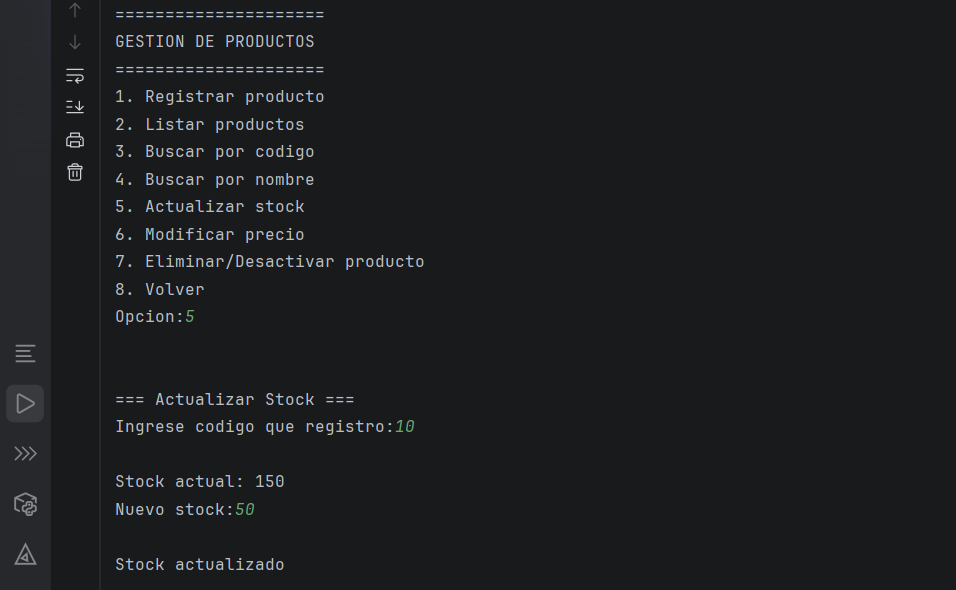 =====================
GESTION DE PRODUCTOS
=====================
1. Registrar producto
2. Listar productos
3. Buscar por codigo
4. Buscar por nombre
5. Actualizar stock
6. Modificar precio
7. Eliminar/Desactivar producto
8. Volver
Opcion:5
=== Actualizar Stock ===
Ingrese codigo que registro:10
Stock actual: 150
Nuevo stock:50
Stock actualizado